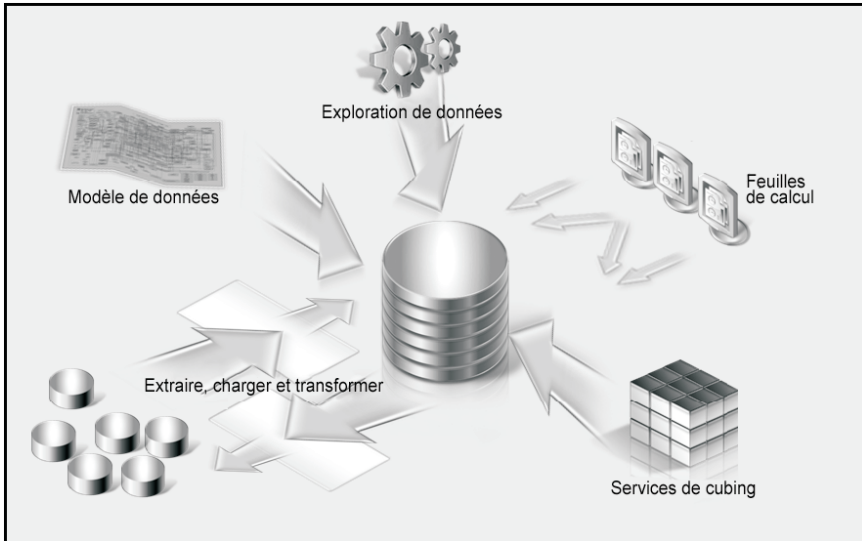 Exploration de données
Modèle de données
Feuilles
de calcul
Extraire, charger et transformer
Services de cubing